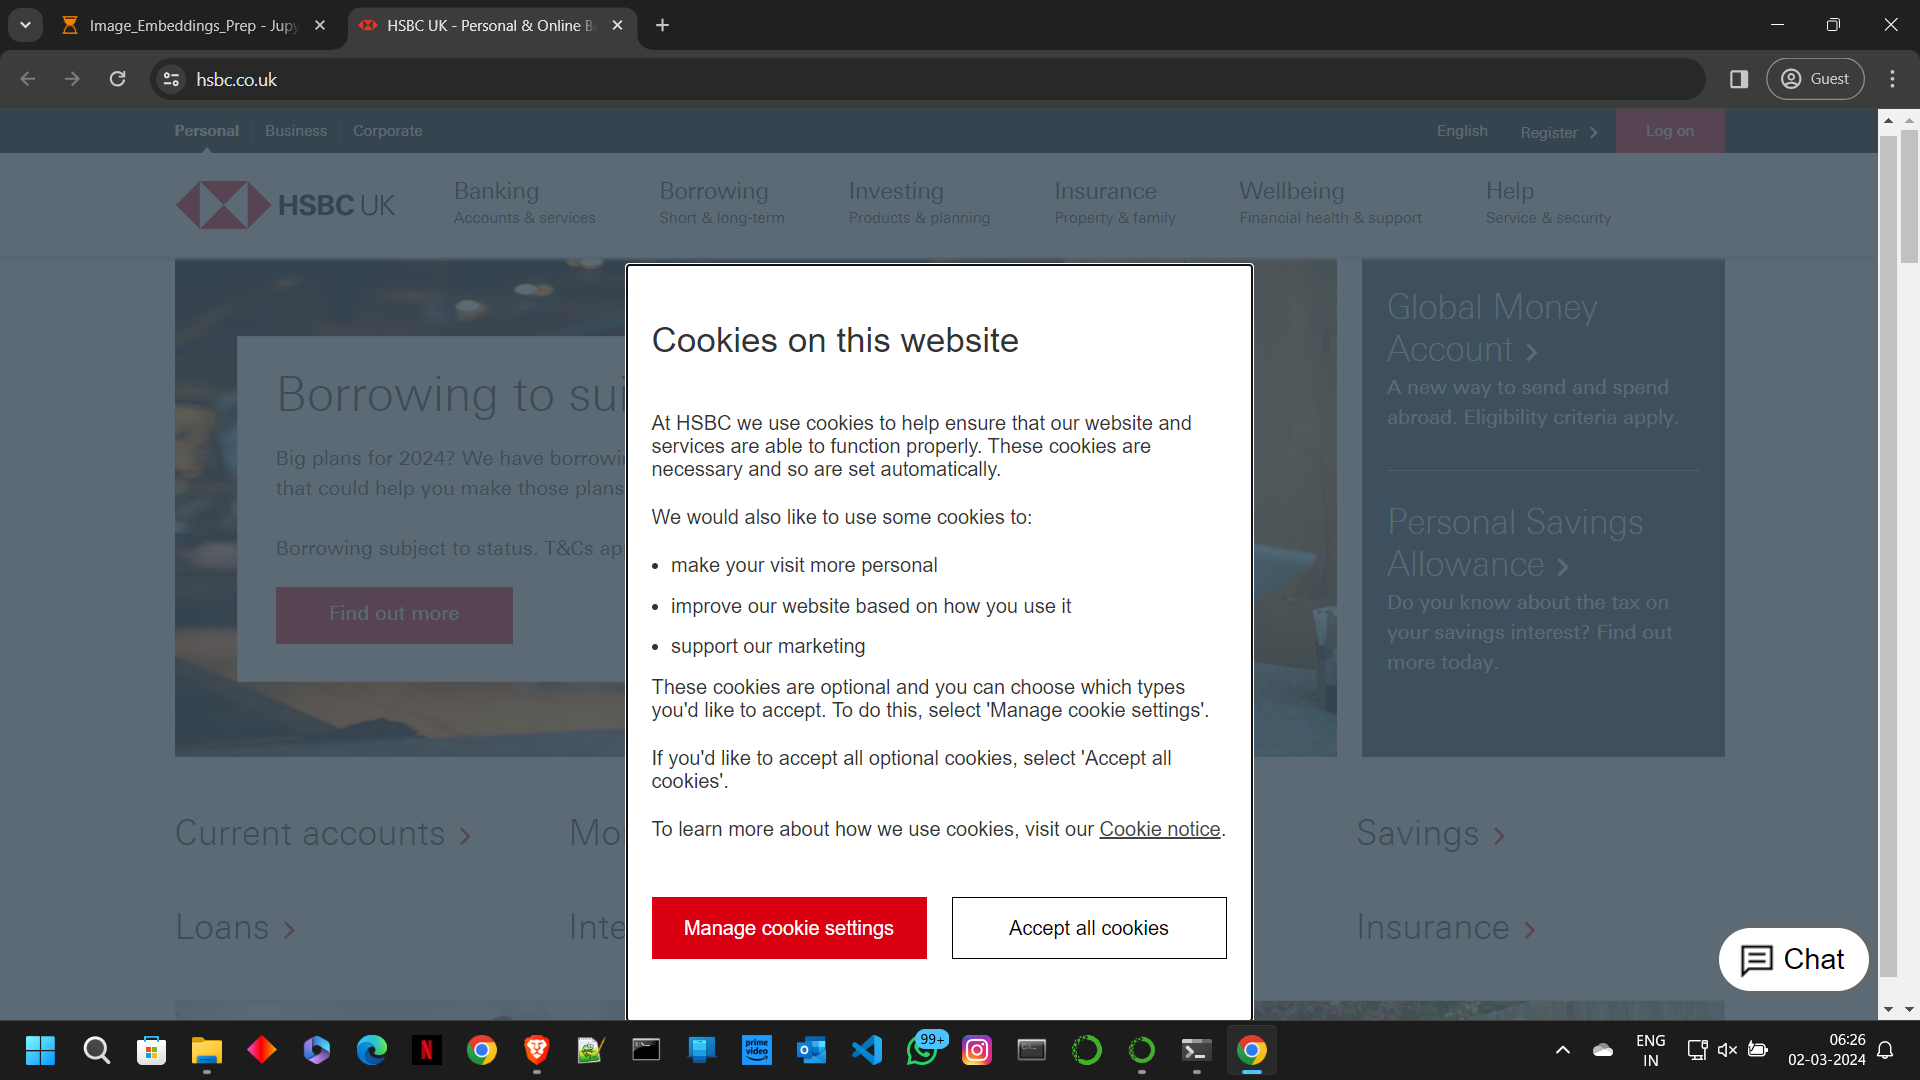 Image_Embeddings_Prep - Jupy
HSBC UK - Personal & Online B
hsbc.co.uk
Guest
Personal
Business
Corporate
English
Register
Log on
HSBC UK
Banking
Accounts & services
Borrowing
Short & long-term
Investing
Products & planning
Insurance
Property & family
Wellbeing
Financial health & support
Help
Service & security
Borrowing to sui
Big plans for 2024? We have borrowi
that could help you make those plans
Borrowing subject to status. T&Cs ap
Find out more
Cookies on this website
At HSBC we use cookies to help ensure that our website and
services are able to function properly. These cookies are
necessary and so are set automatically.
We would also like to use some cookies to:
• make your visit more personal
• improve our website based on how you use it
• support our marketing
These cookies are optional and you can choose which types
you'd like to accept. To do this, select 'Manage cookie settings'.
If you'd like to accept all optional cookies, select 'Accept all
cookies'.
To learn more about how we use cookies, visit our Cookie notice.
Manage cookie settings
Accept all cookies
Global Money
Account
A new way to send and spend
abroad. Eligibility criteria apply.
Personal Savings
Allowance
Do you know about the tax on
your savings interest? Find out
more today.
Current accounts
Mo
Savings
Loans
Inte
Insurance
Chat
prime
video
99+
ENG
IN
06:26
02-03-2024